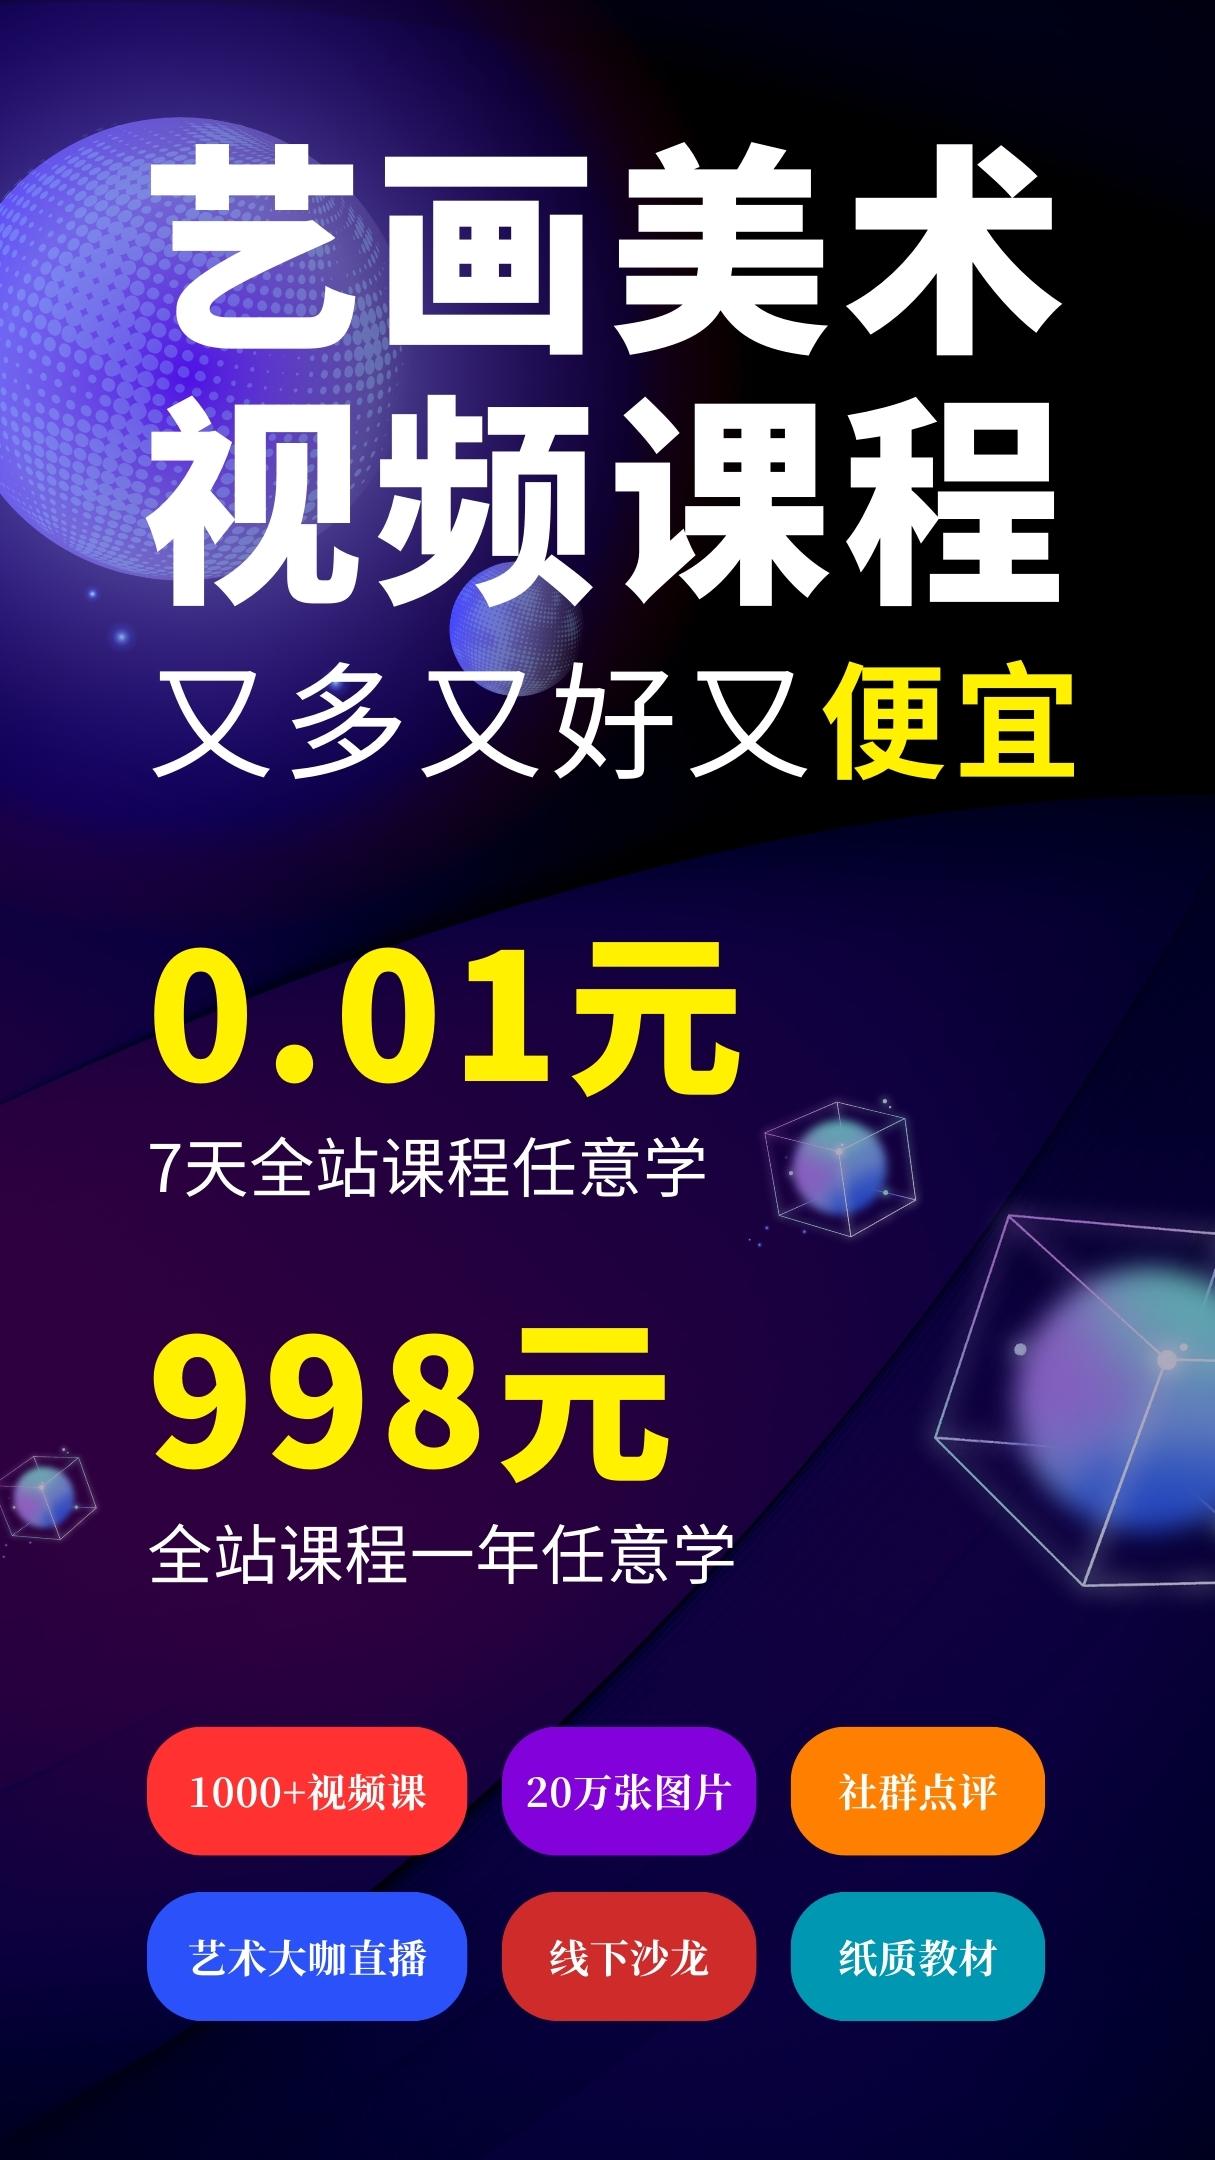 艺画美术
视频课程
又多又好又便宜
0.01元
7天全站课程任意学
998元
全站课程一年任意学
1000+视频课
20万张图片
社群点评
艺术大咖直播
线下沙龙
纸质教材